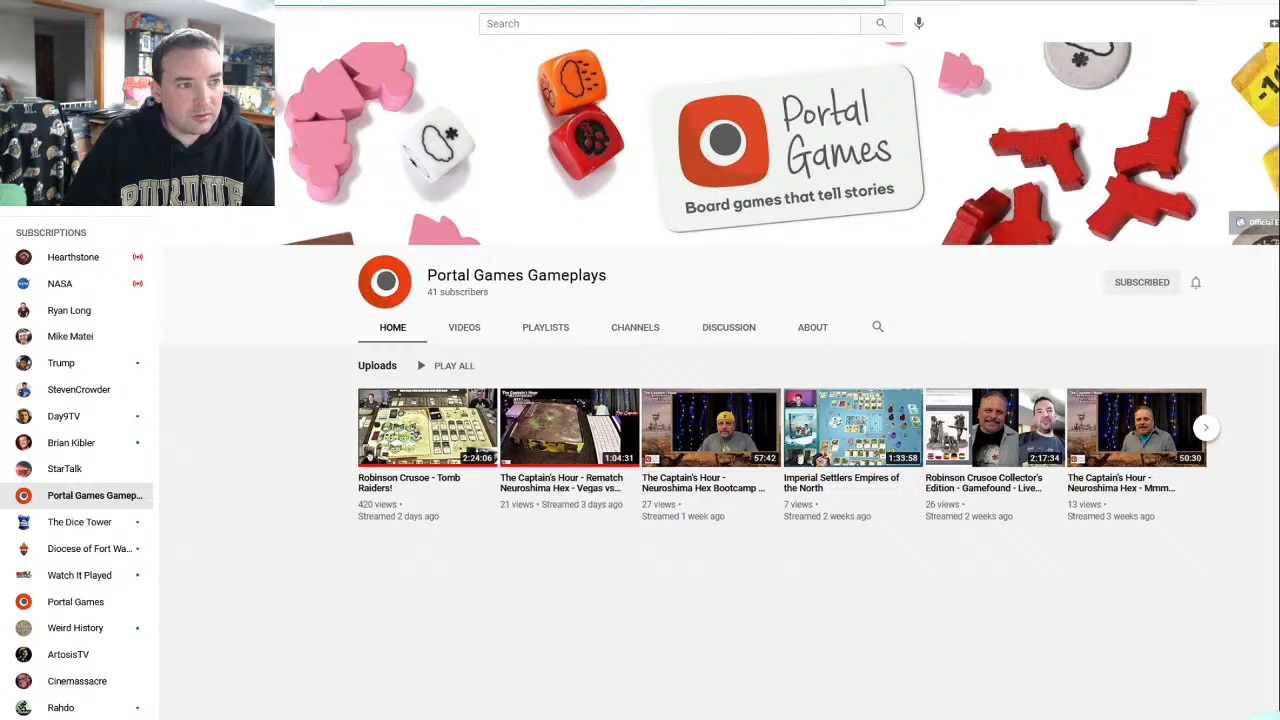 Search
Portal
Games
Board games that tell stories
-1
Official E
PURDUE
SUBSCRIPTIONS
Hearthstone
NASA
Ryan Long
Mike Matei
Trump
StevenCrowder
Day9TV
Brian Kibler
StarTalk
Portal Games Gamep...
The Dice Tower
Diocese of Fort Wa...
Watch It Played
Portal Games
Weird History
ArtosisTV
Cinemassacre
Rahdo
Portal Games Gameplays
41 subscribers
SUBSCRIBED
HOME
VIDEOS
PLAYLISTS
CHANNELS
DISCUSSION
ABOUT
Uploads
PLAY ALL
2:24:06
Robinson Crusoe - Tomb
Raiders!
420 views •
Streamed 2 days ago
1:04:31
The Captain's Hour - Rematch
Neuroshima Hex - Vegas vs...
21 views • Streamed 3 days ago
57:42
The Captain's Hour -
Neuroshima Hex Bootcamp ...
27 views •
Streamed 1 week ago
1:33:58
Imperial Settlers Empires of
the North
7 views •
Streamed 2 weeks ago
2:17:34
Robinson Crusoe Collector's
Edition - Gamefound - Live...
26 views •
Streamed 2 weeks ago
50:30
The Captain's Hour -
Neuroshima Hex - Mmm...
13 views •
Streamed 3 weeks ago